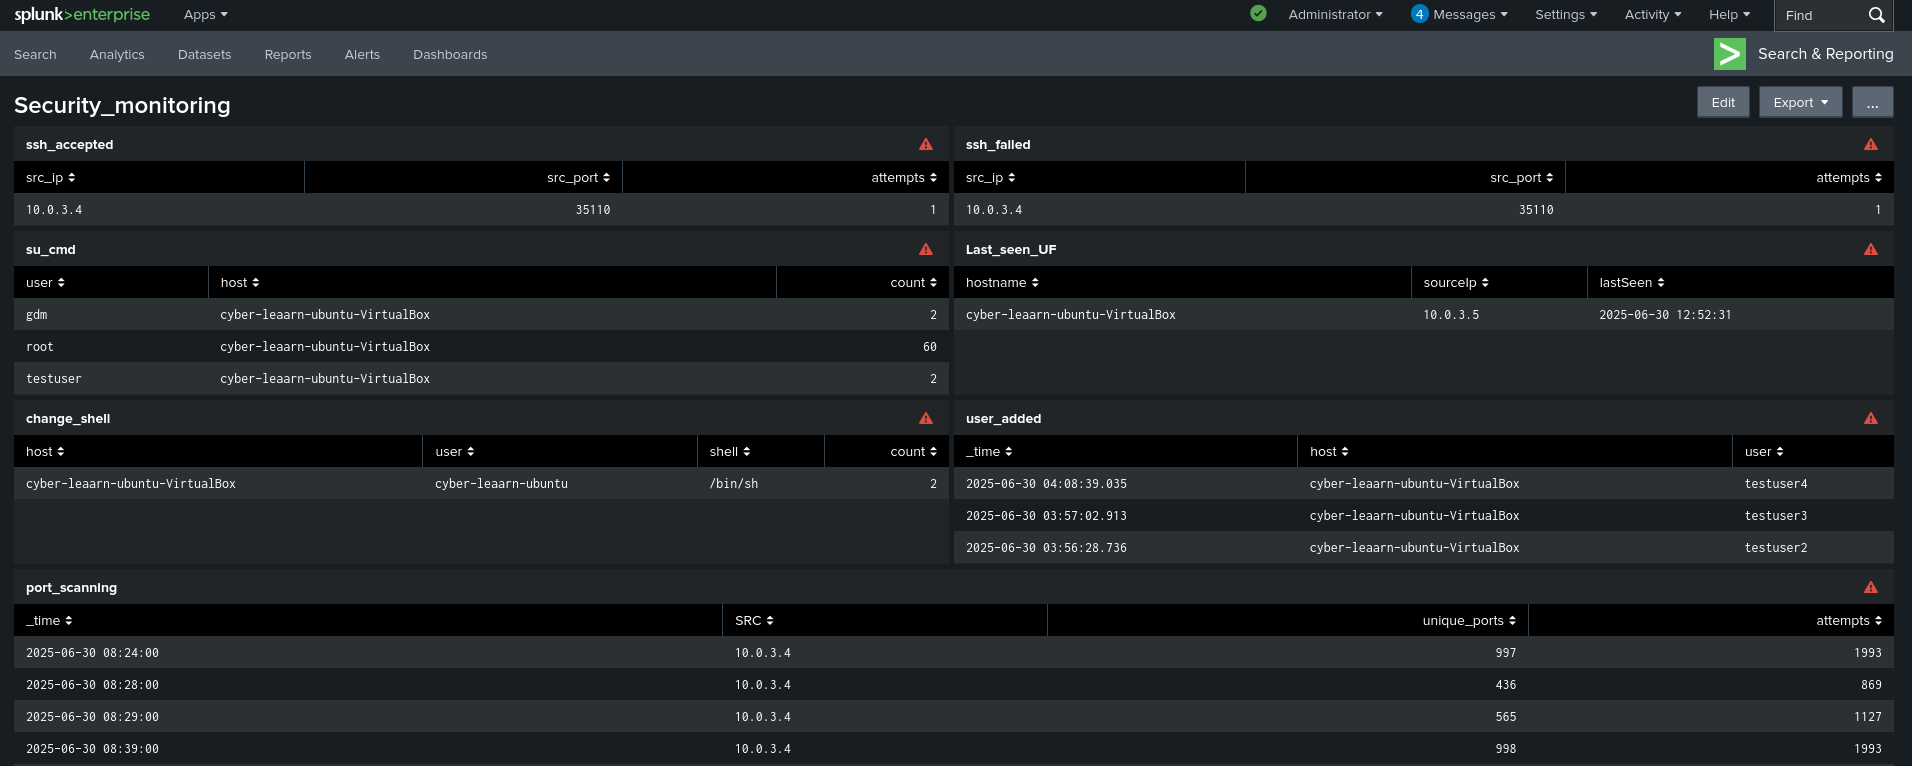 splunk>enterprise Apps Administrator 4 Messages Settings Activity Help Find
Search Analytics Datasets Reports Alerts Dashboards Search & Reporting
Security_monitoring Edit Export ...
ssh_accepted
src_ip src_port attempts
10.0.3.4 35110 1
ssh_failed
src_ip src_port attempts
10.0.3.4 35110 1
su_cmd
user host count
gdm cyber-leaarn-ubuntu-VirtualBox 2
root cyber-leaarn-ubuntu-VirtualBox 60
testuser cyber-leaarn-ubuntu-VirtualBox 2
Last_seen_UF
hostname sourceIp lastSeen
cyber-leaarn-ubuntu-VirtualBox 10.0.3.5 2025-06-30 12:52:31
change_shell
host user shell count
cyber-leaarn-ubuntu-VirtualBox cyber-leaarn-ubuntu /bin/sh 2
user_added
_time host user
2025-06-30 04:08:39.035 cyber-leaarn-ubuntu-VirtualBox testuser4
2025-06-30 03:57:02.913 cyber-leaarn-ubuntu-VirtualBox testuser3
2025-06-30 03:56:28.736 cyber-leaarn-ubuntu-VirtualBox testuser2
port_scanning
_time SRC unique_ports attempts
2025-06-30 08:24:00 10.0.3.4 997 1993
2025-06-30 08:28:00 10.0.3.4 436 869
2025-06-30 08:29:00 10.0.3.4 565 1127
2025-06-30 08:39:00 10.0.3.4 998 1993